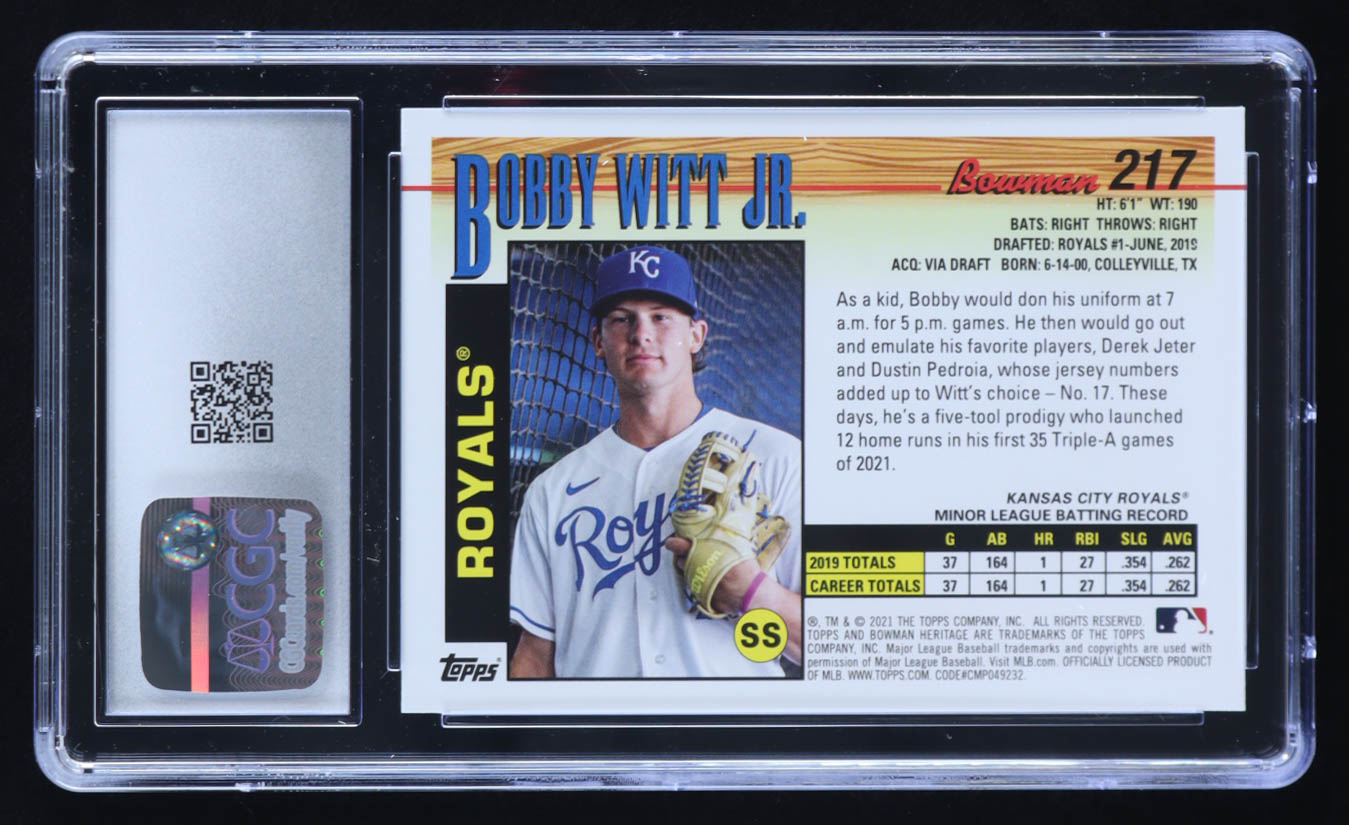 BOBBY WITT JR.
Bowman 217
HT: 6'1" WT: 190
BATS: RIGHT THROWS: RIGHT
DRAFTED: ROYALS #1-JUNE, 2019
ACQ: VIA DRAFT BORN: 6-14-00, COLLEYVILLE, TX
As a kid, Bobby would don his uniform at 7
a.m. for 5 p.m. games. He then would go out
and emulate his favorite players, Derek Jeter
and Dustin Pedroia, whose jersey numbers
added up to Witt's choice – No. 17. These
days, he's a five-tool prodigy who launched
12 home runs in his first 35 Triple-A games
of 2021.
KANSAS CITY ROYALS®
MINOR LEAGUE BATTING RECORD
G AB HR RBI SLG AVG
2019 TOTALS 37 164 1 27 .354 .262
CAREER TOTALS 37 164 1 27 .354 .262
®, TM & © 2021 THE TOPPS COMPANY, INC. ALL RIGHTS RESERVED.
TOPPS AND BOWMAN HERITAGE ARE TRADEMARKS OF THE TOPPS
COMPANY, INC. Major League Baseball trademarks and copyrights are used with
permission of Major League Baseball. Visit MLB.com. OFFICIALLY LICENSED PRODUCT
OF MLB. WWW.TOPPS.COM. CODE#CMP049232.
ROYALS®
KC
Roy
Wilson
SS
topps®
CGC